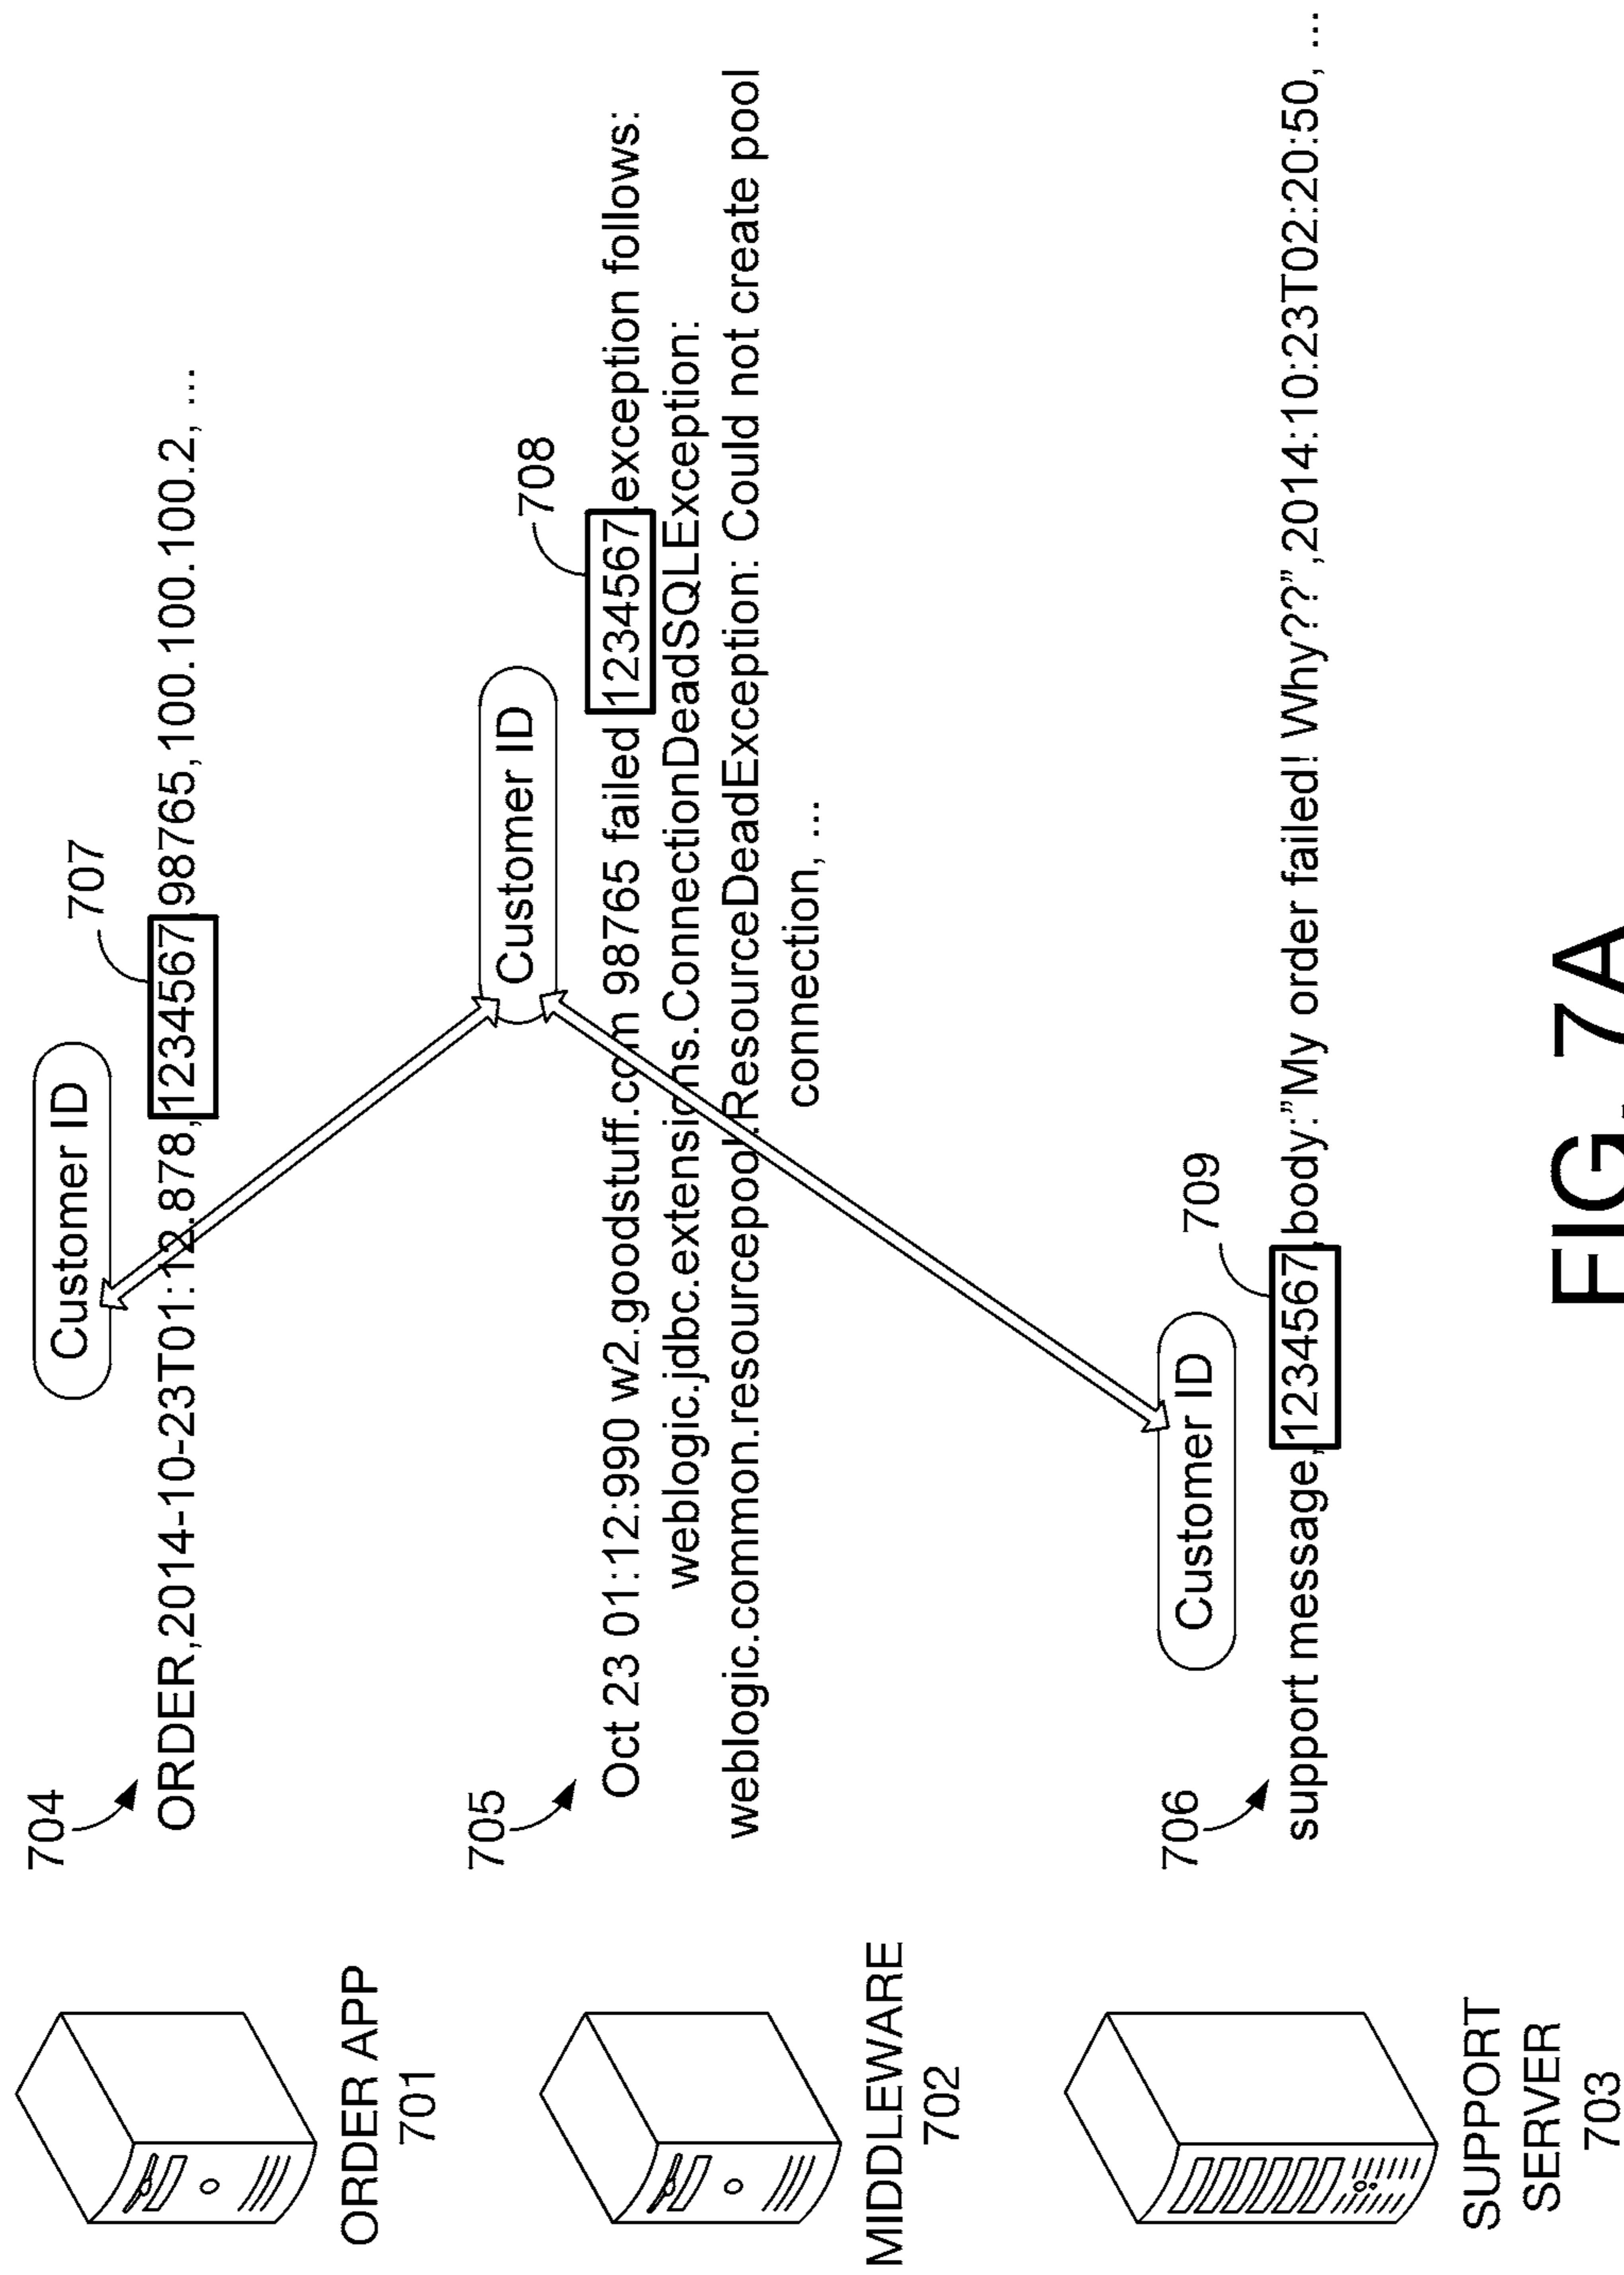 704
Customer ID
707
ORDER,2014-10-23T01:12.878,1234567,98765,100.100.100.2, ...
ORDER APP
701
705
Customer ID
708
Oct 23 01:12:990 w2.goodstuff.com 98765 failed 1234567,exception follows:
weblogic.jdbc.extensions.ConnectionDeadSQLException:
weblogic.common.resourcepool.ResourceDeadException: Could not create pool
connection, ...
MIDDLEWARE
702
706
Customer ID
709
support message,1234567,body:”My order failed! Why??”,2014:10:23T02:20:50, ...
SUPPORT
SERVER
703
FIG. 7A